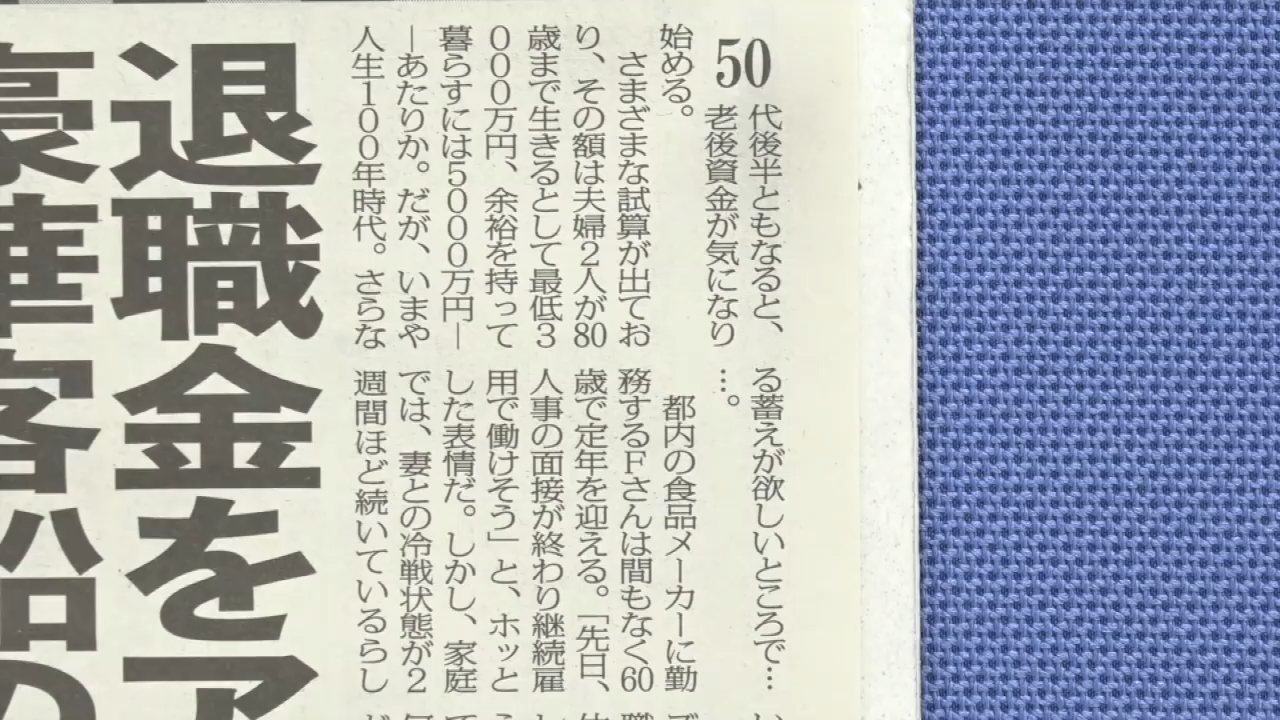 退職金をア
豪華客船の
50代後半ともなると、
老後資金が気になり
始める。
さまざまな試算が出てお
り、その額は夫婦2人が80
歳まで生きるとして最低3
000万円、余裕を持って
暮らすには5000万円―
―あたりか。だが、いまや
人生100年時代。さらな
る蓄えが欲しいところで…
…。
都内の食品メーカーに勤
務するFさんは間もなく60
歳で定年を迎える。「先日、
人事の面接が終わり継続雇
用で働けそう」と、ホッと
した表情だ。しかし、家庭
では、妻との冷戦状態が2
週間ほど続いているらし